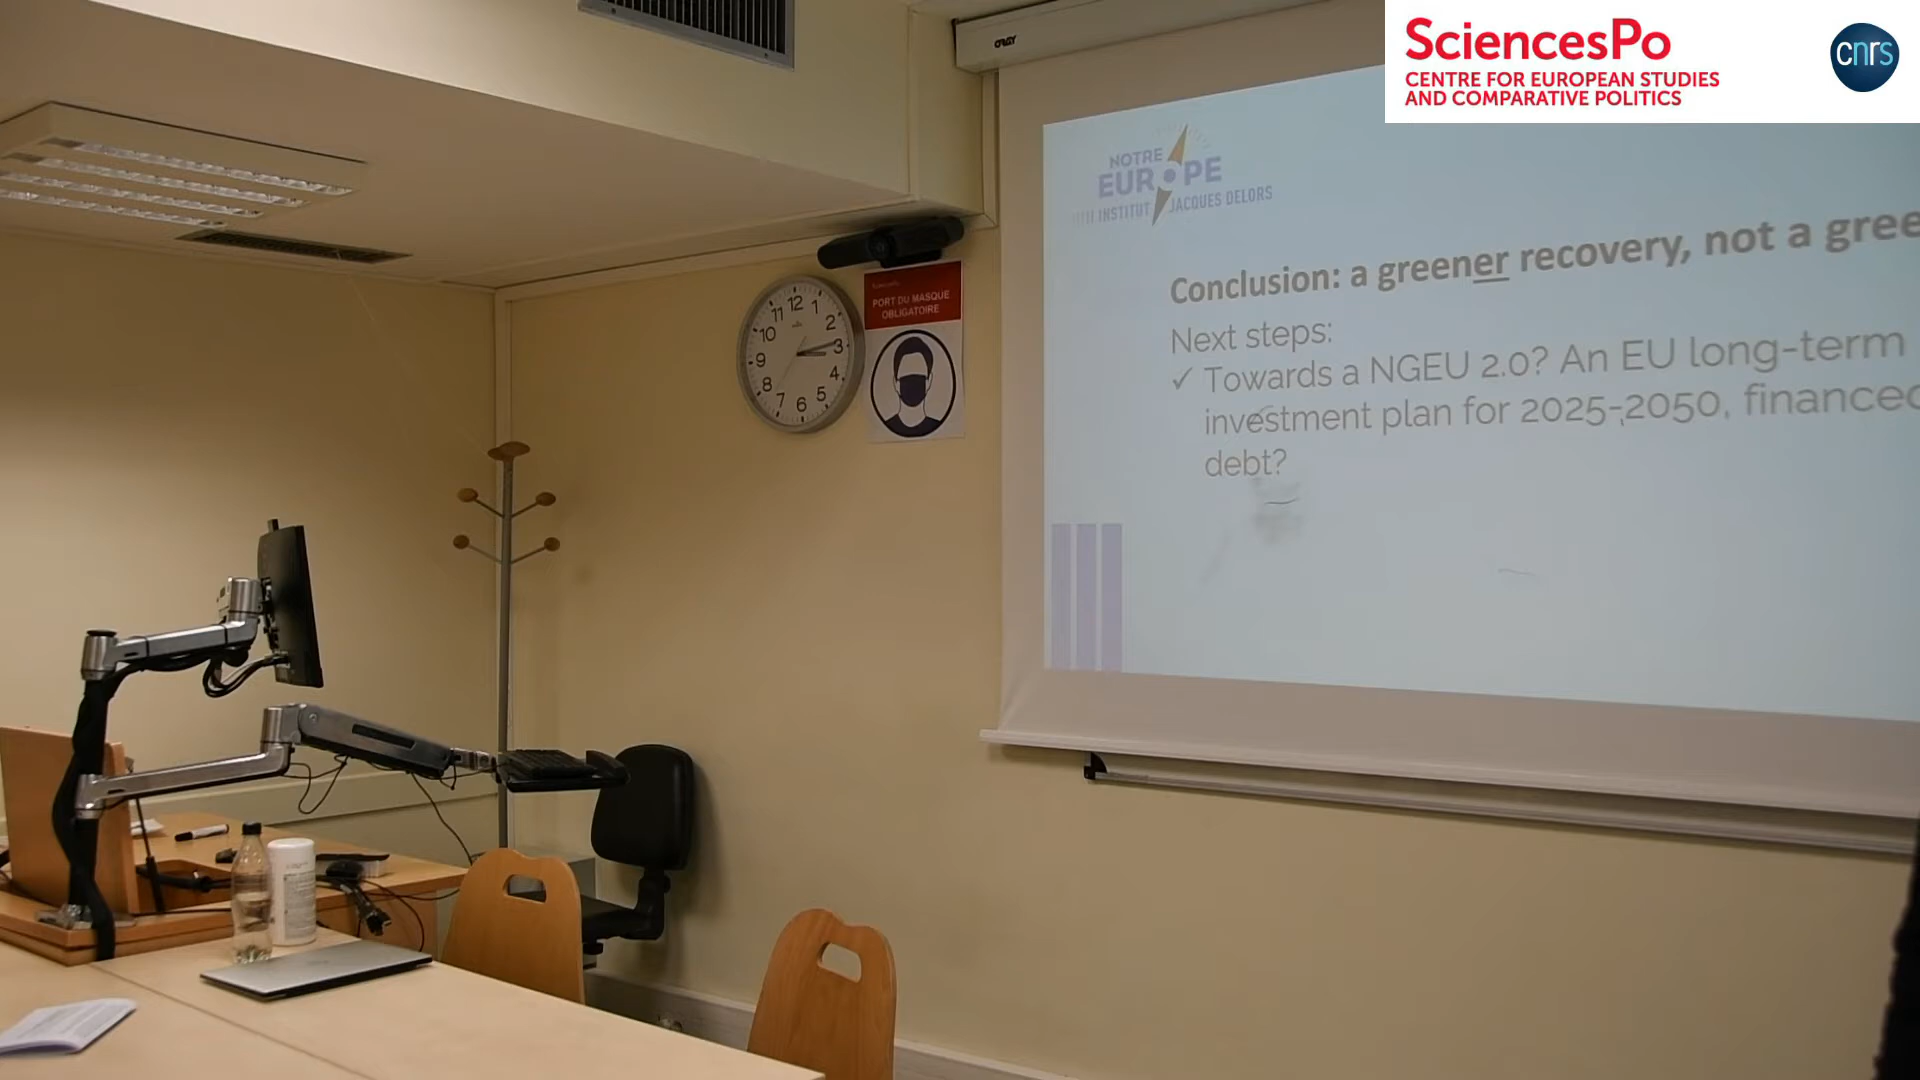 SciencesPo
CENTRE FOR EUROPEAN STUDIES
AND COMPARATIVE POLITICS
cnrs
ORAY
NOTRE
EUROPE
INSTITUT JACQUES DELORS
Conclusion: a greener recovery, not a gree
Next steps:
✓ Towards a NGEU 2.0? An EU long-term
investment plan for 2025-2050, financed
debt?
12
1
2
3
4
5
6
7
8
9
10
11
PORT DU MASQUE
OBLIGATOIRE